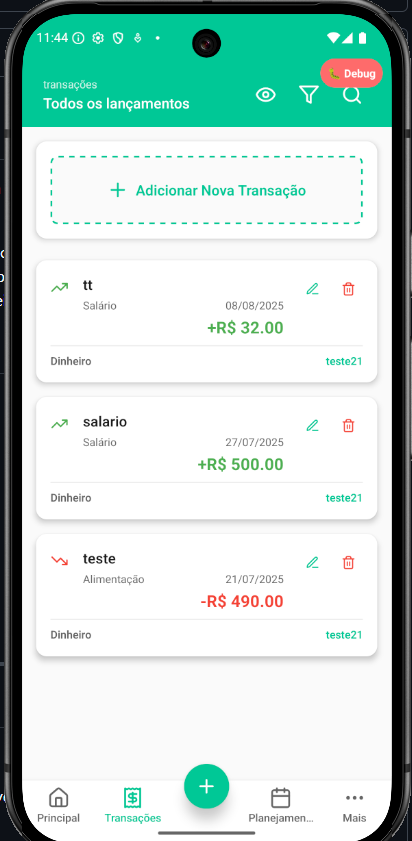 11:44
🐛 Debug
transações
Todos os lançamentos
Adicionar Nova Transação
tt
Salário 08/08/2025
+R$ 32.00
Dinheiro teste21
salario
Salário 27/07/2025
+R$ 500.00
Dinheiro teste21
teste
Alimentação 21/07/2025
-R$ 490.00
Dinheiro teste21
Principal Transações Planejamen... Mais